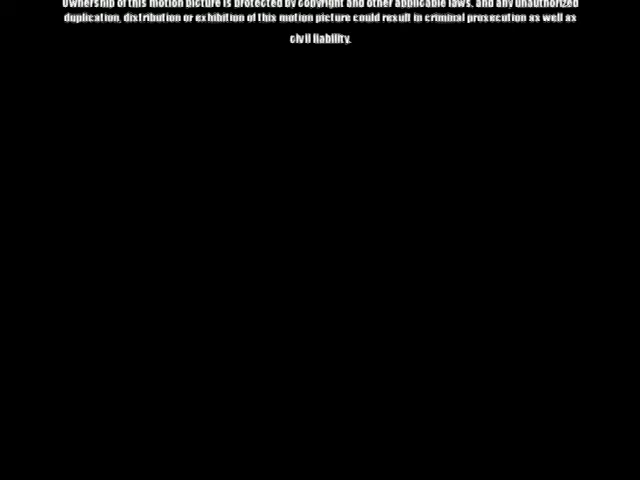 Ownership of this motion picture is protected by copyright and other applicable laws, and any unauthorized
duplication, distribution or exhibition of this motion picture could result in criminal prosecution as well as
civil liability.